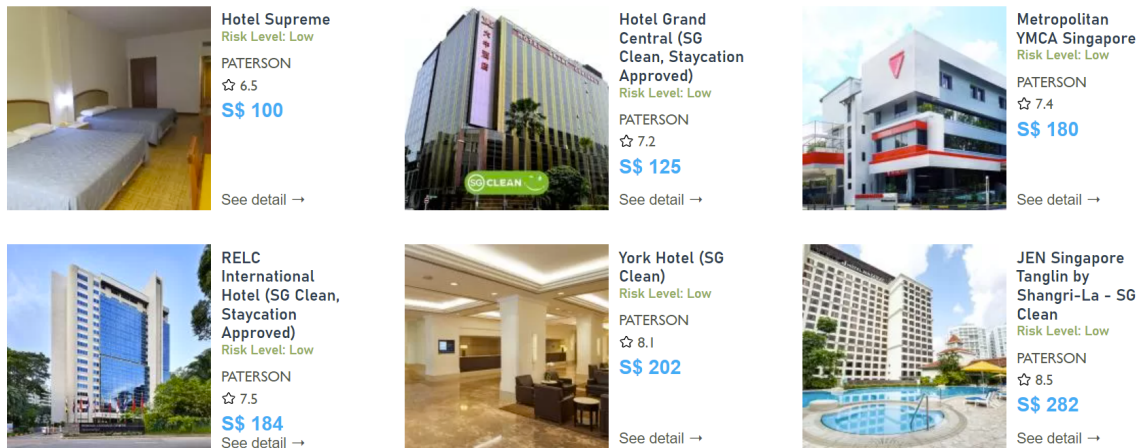 Hotel Supreme
Risk Level: Low
PATERSON
6.5
S$ 100
See detail →
Hotel Grand
Central (SG
Clean, Staycation
Approved)
Risk Level: Low
PATERSON
7.2
S$ 125
See detail →
SG CLEAN
Metropolitan
YMCA Singapore
Risk Level: Low
PATERSON
7.4
S$ 180
See detail →
RELC
International
Hotel (SG Clean,
Staycation
Approved)
Risk Level: Low
PATERSON
7.5
S$ 184
See detail →
York Hotel (SG
Clean)
Risk Level: Low
PATERSON
8.1
S$ 202
See detail →
JEN Singapore
Tanglin by
Shangri-La - SG
Clean
Risk Level: Low
PATERSON
8.5
S$ 282
See detail →